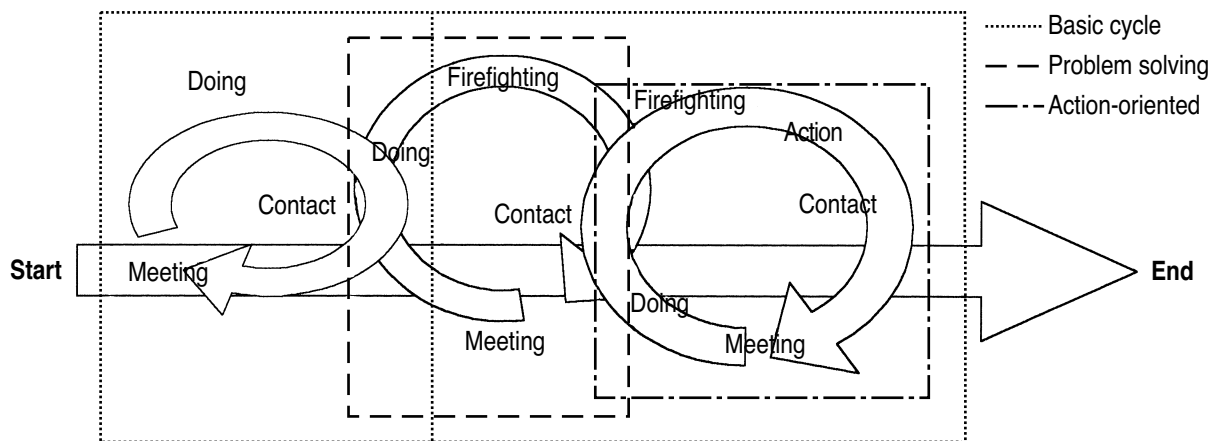 Basic cycle
Problem solving
Action-oriented
Doing
Firefighting
Firefighting
Action
Doing
Contact
Contact
Contact
Start
Meeting
End
Doing
Meeting
Meeting